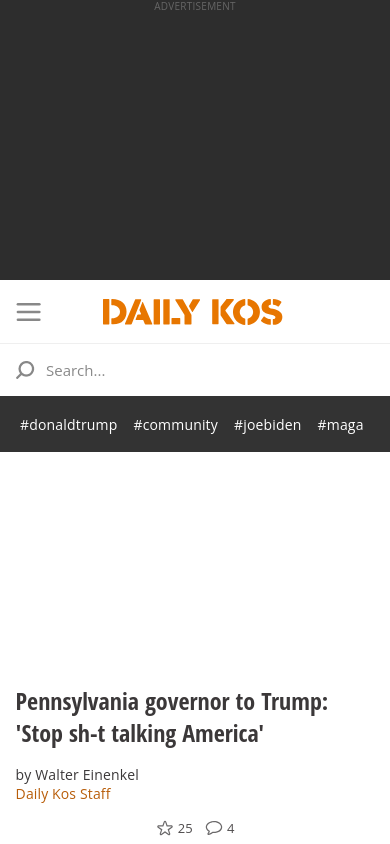 ADVERTISEMENT
DAILY KOS
Search...
#donaldtrump #community #joebiden #maga
Pennsylvania governor to Trump:
'Stop sh-t talking America'
by Walter Einenkel
Daily Kos Staff
25 4